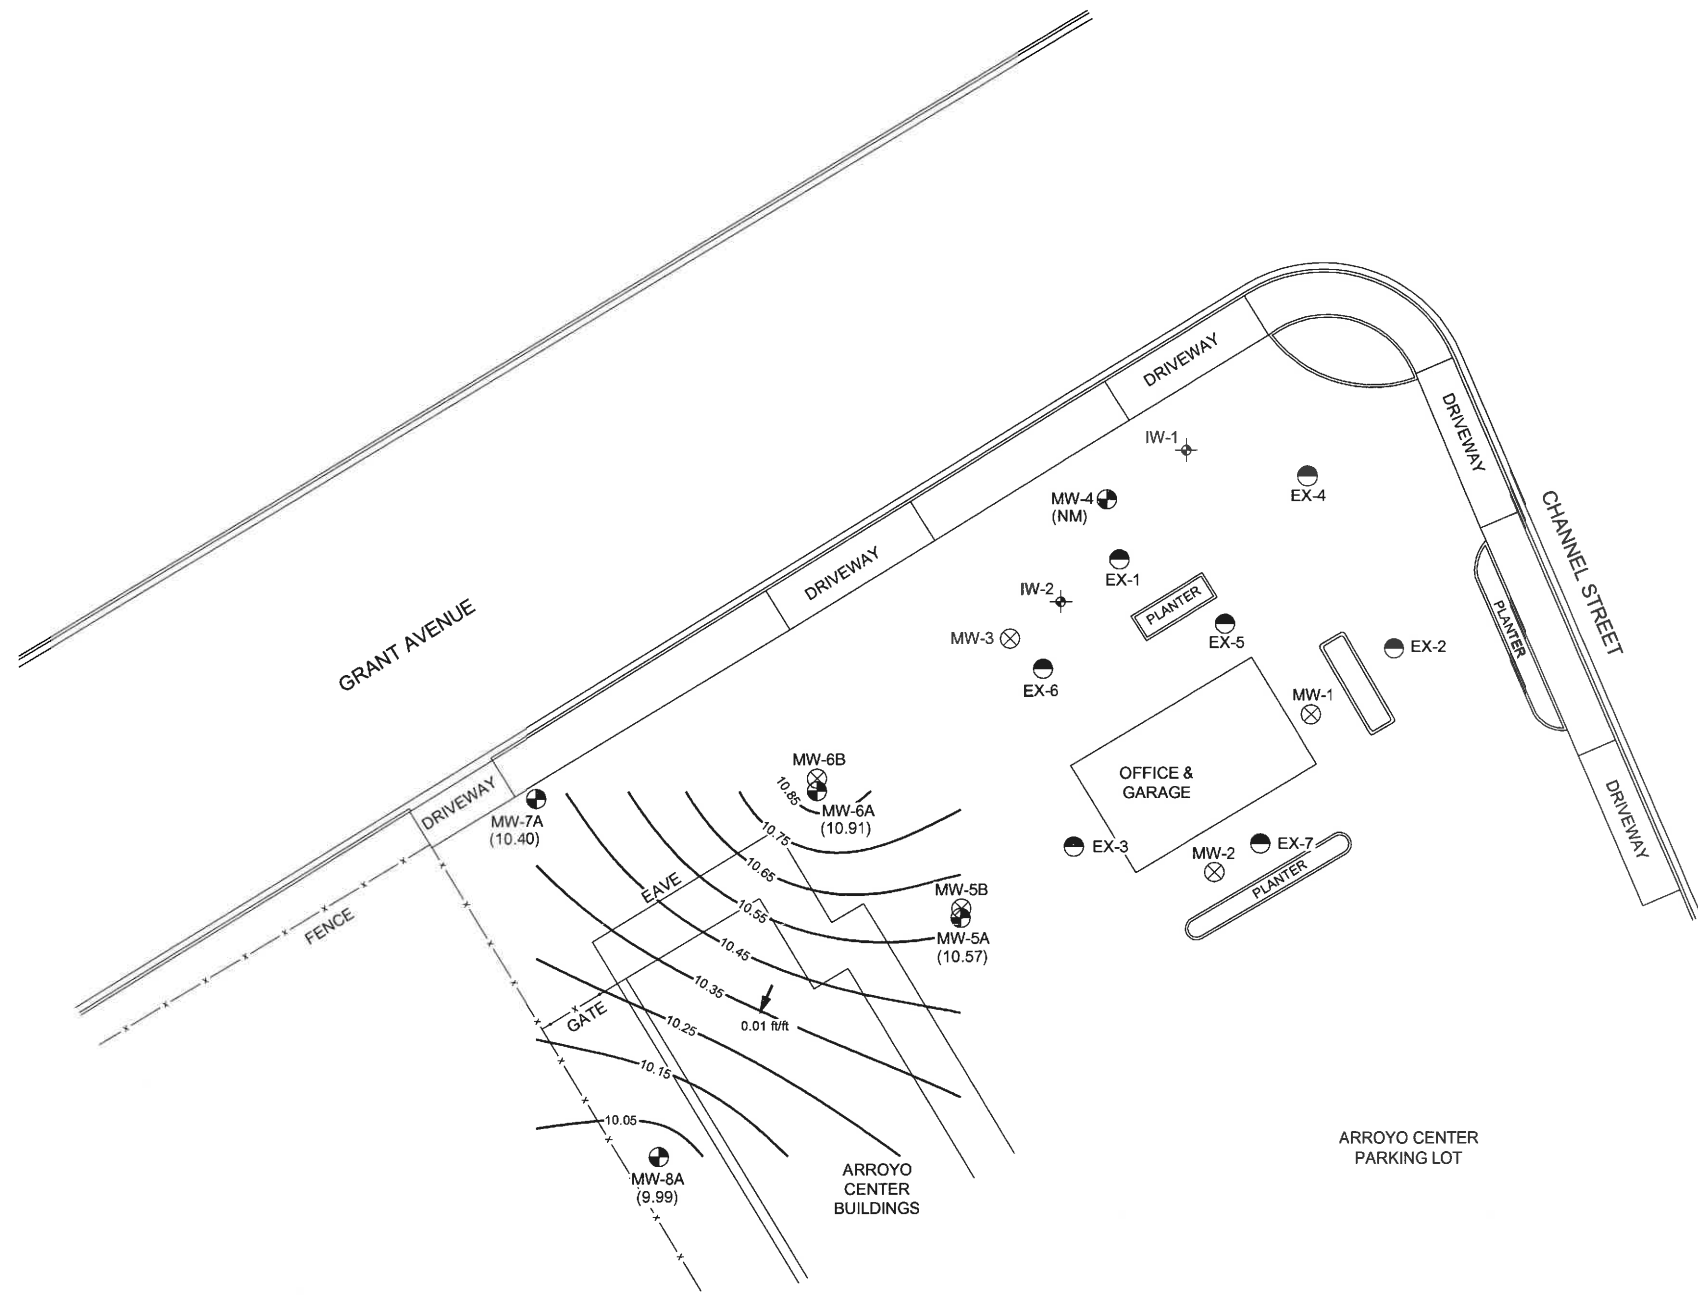 DRIVEWAY
DRIVEWAY
IW-1
EX-4
MW-4
(NM)
CHANNEL STREET
EX-1
DRIVEWAY
IW-2
PLANTER
PLANTER
GRANT AVENUE
MW-3
EX-5
EX-2
EX-6
MW-1
MW-6B
OFFICE &
GARAGE
10.85
DRIVEWAY
MW-7A
(10.40)
MW-6A
(10.91)
DRIVEWAY
10.75
EX-3
EX-7
MW-2
10.65
PLANTER
EAVE
MW-5B
FENCE
10.55
MW-5A
(10.57)
10.45
10.35
GATE
10.25
0.01 ft/ft
10.15
10.05
MW-8A
(9.99)
ARROYO
CENTER
BUILDINGS
ARROYO CENTER
PARKING LOT